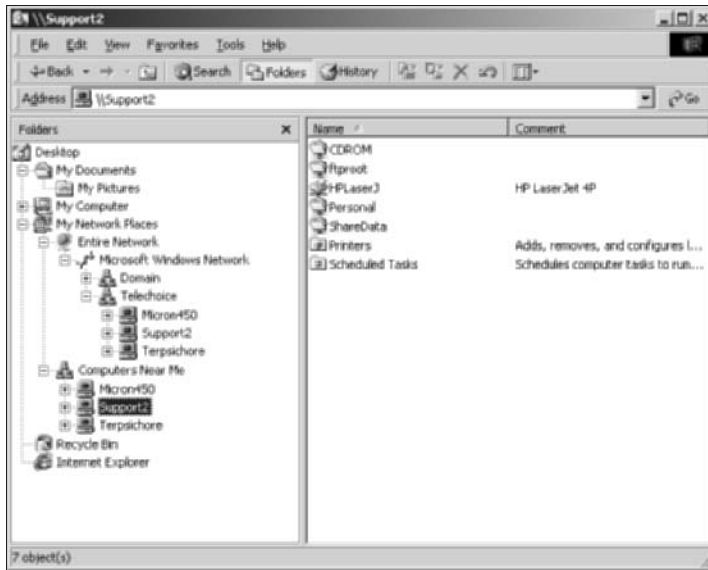 \\Support2
File Edit View Favorites Tools Help
Back Search Folders History
Address \\Support2 Go
Folders
Desktop
My Documents
My Pictures
My Computer
My Network Places
Entire Network
Microsoft Windows Network
Domain
Telechoice
Micron450
Support2
Terpsichore
Computers Near Me
Micron450
Support2
Terpsichore
Recycle Bin
Internet Explorer
Name Comment
CDROM
ftproot
HPLaserJ HP LaserJet 4P
Personal
ShareData
Printers Adds, removes, and configures l...
Scheduled Tasks Schedules computer tasks to run...
7 object(s)